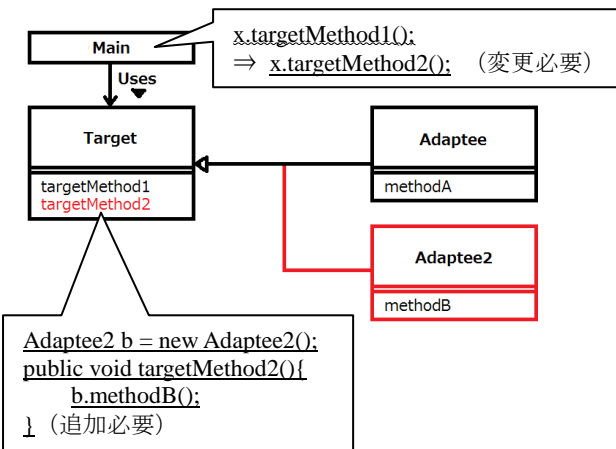 x.targetMethod1();
⇒ x.targetMethod2(); （変更必要）
Main
Uses
Target
targetMethod1
targetMethod2
Adaptee
methodA
Adaptee2
methodB
Adaptee2 b = new Adaptee2();
public void targetMethod2(){
b.methodB();
}（追加必要）